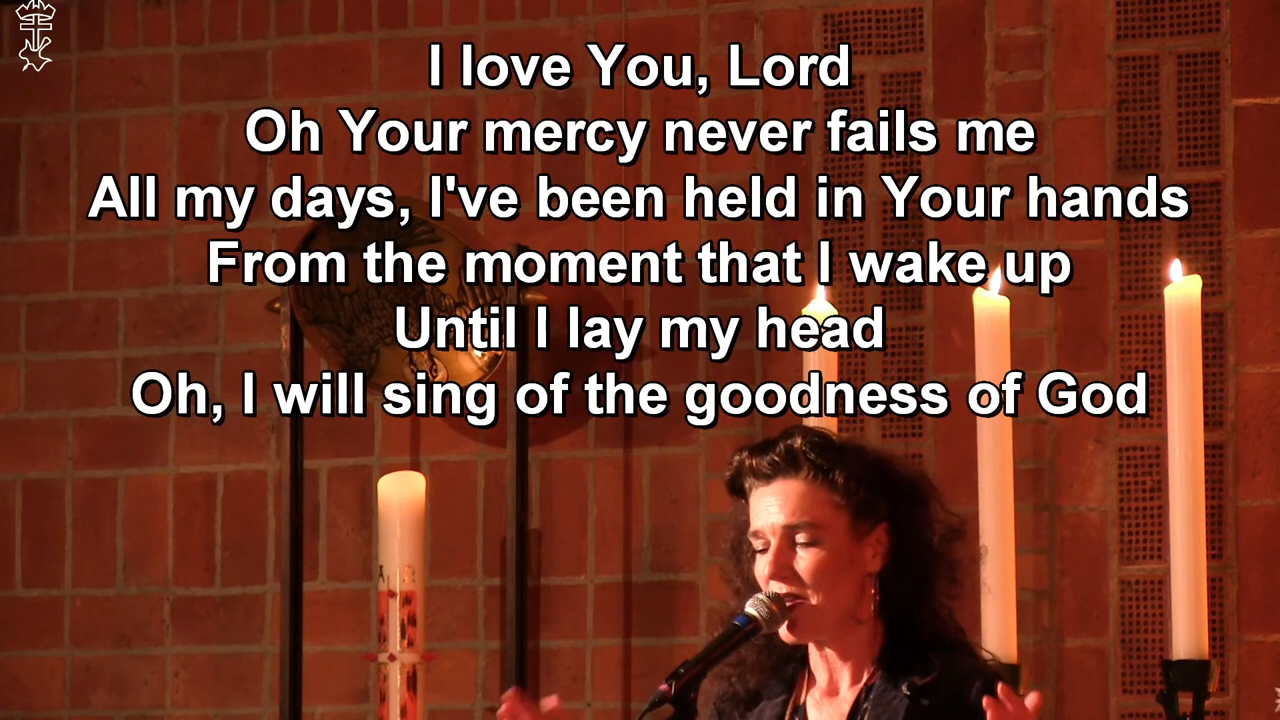 I love You, Lord
Oh Your mercy never fails me
All my days, I've been held in Your hands
From the moment that I wake up
Until I lay my head
Oh, I will sing of the goodness of God